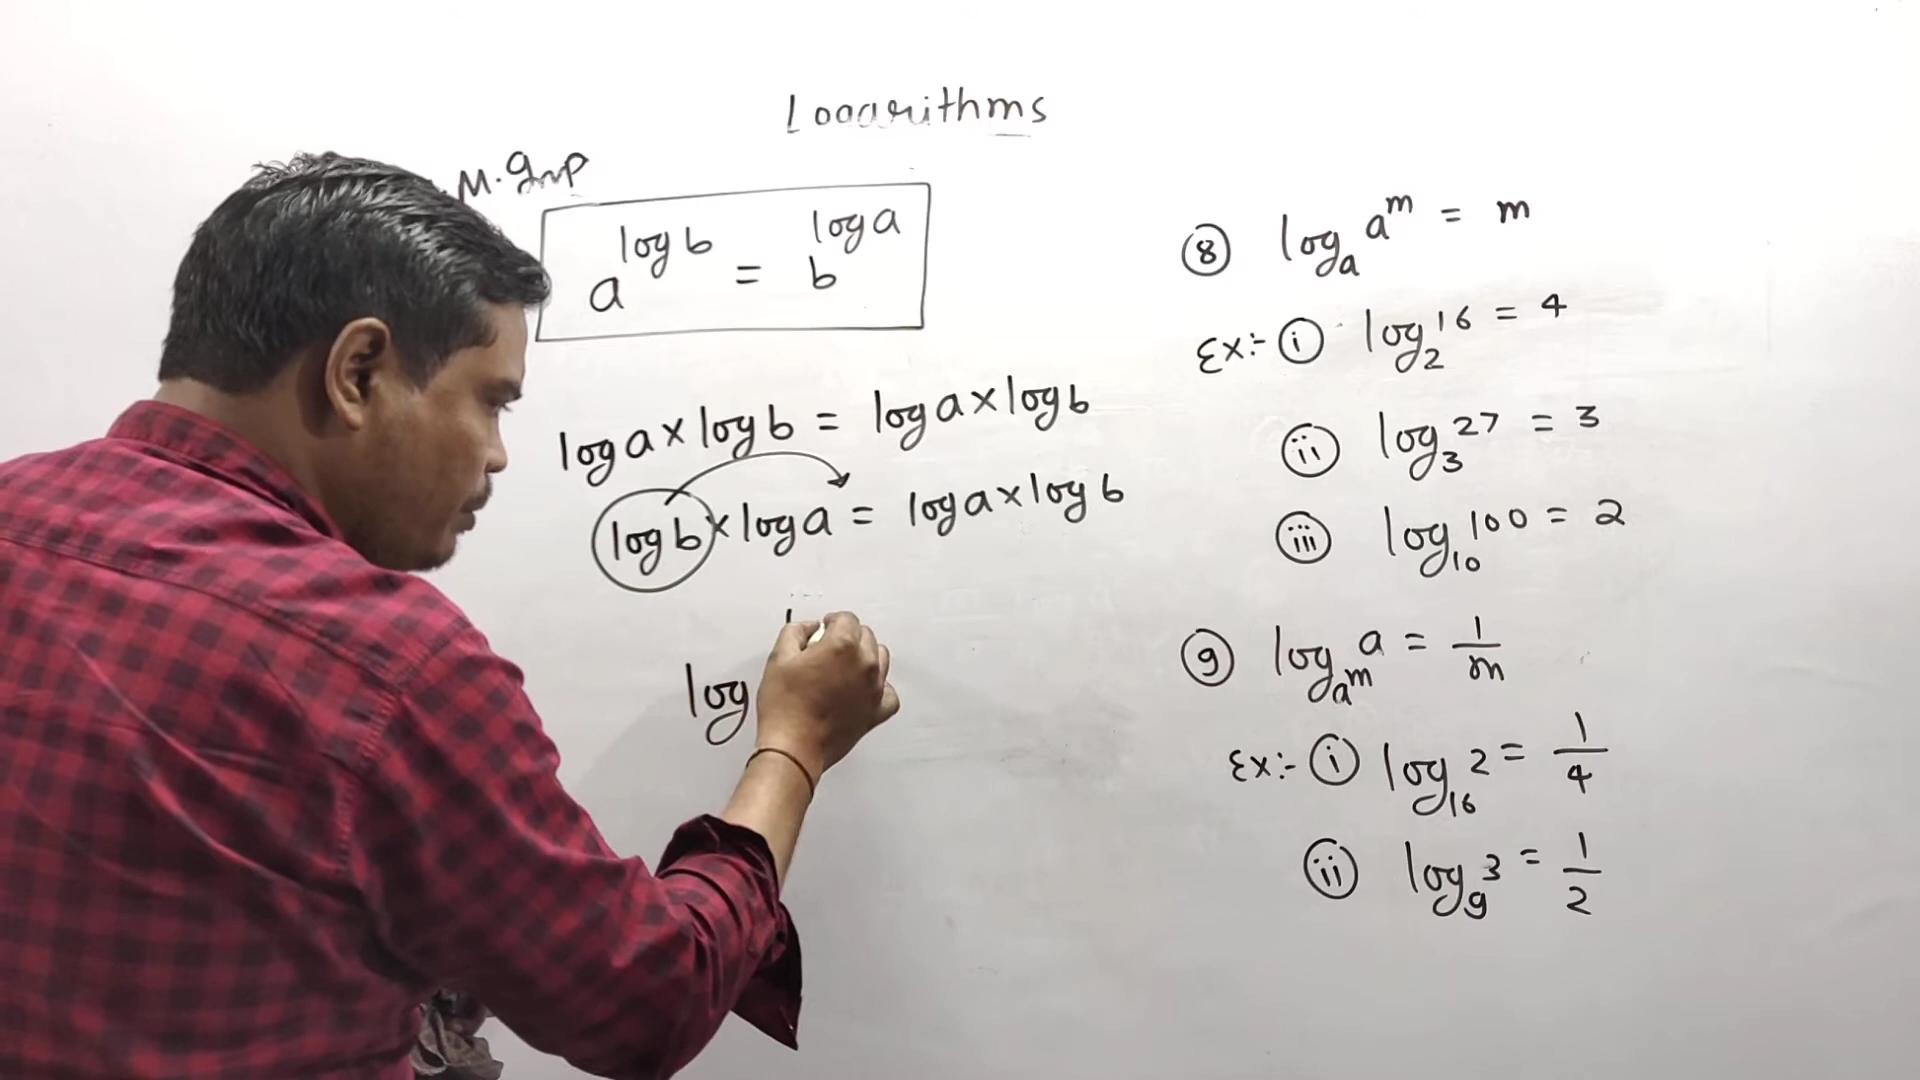 Logarithms
M. Gmp
a^log b = b^log a
log a × log b = log a × log b
log b × log a = log a × log b
log
⑧ log_a a^m = m
Ex:- ⓘ log_2 16 = 4
ⓘⓘ log_3 27 = 3
ⓘⓘⓘ log_10 100 = 2
⑨ log_a^m a = 1/m
Ex:- ⓘ log_16 2 = 1/4
ⓘⓘ log_9 3 = 1/2